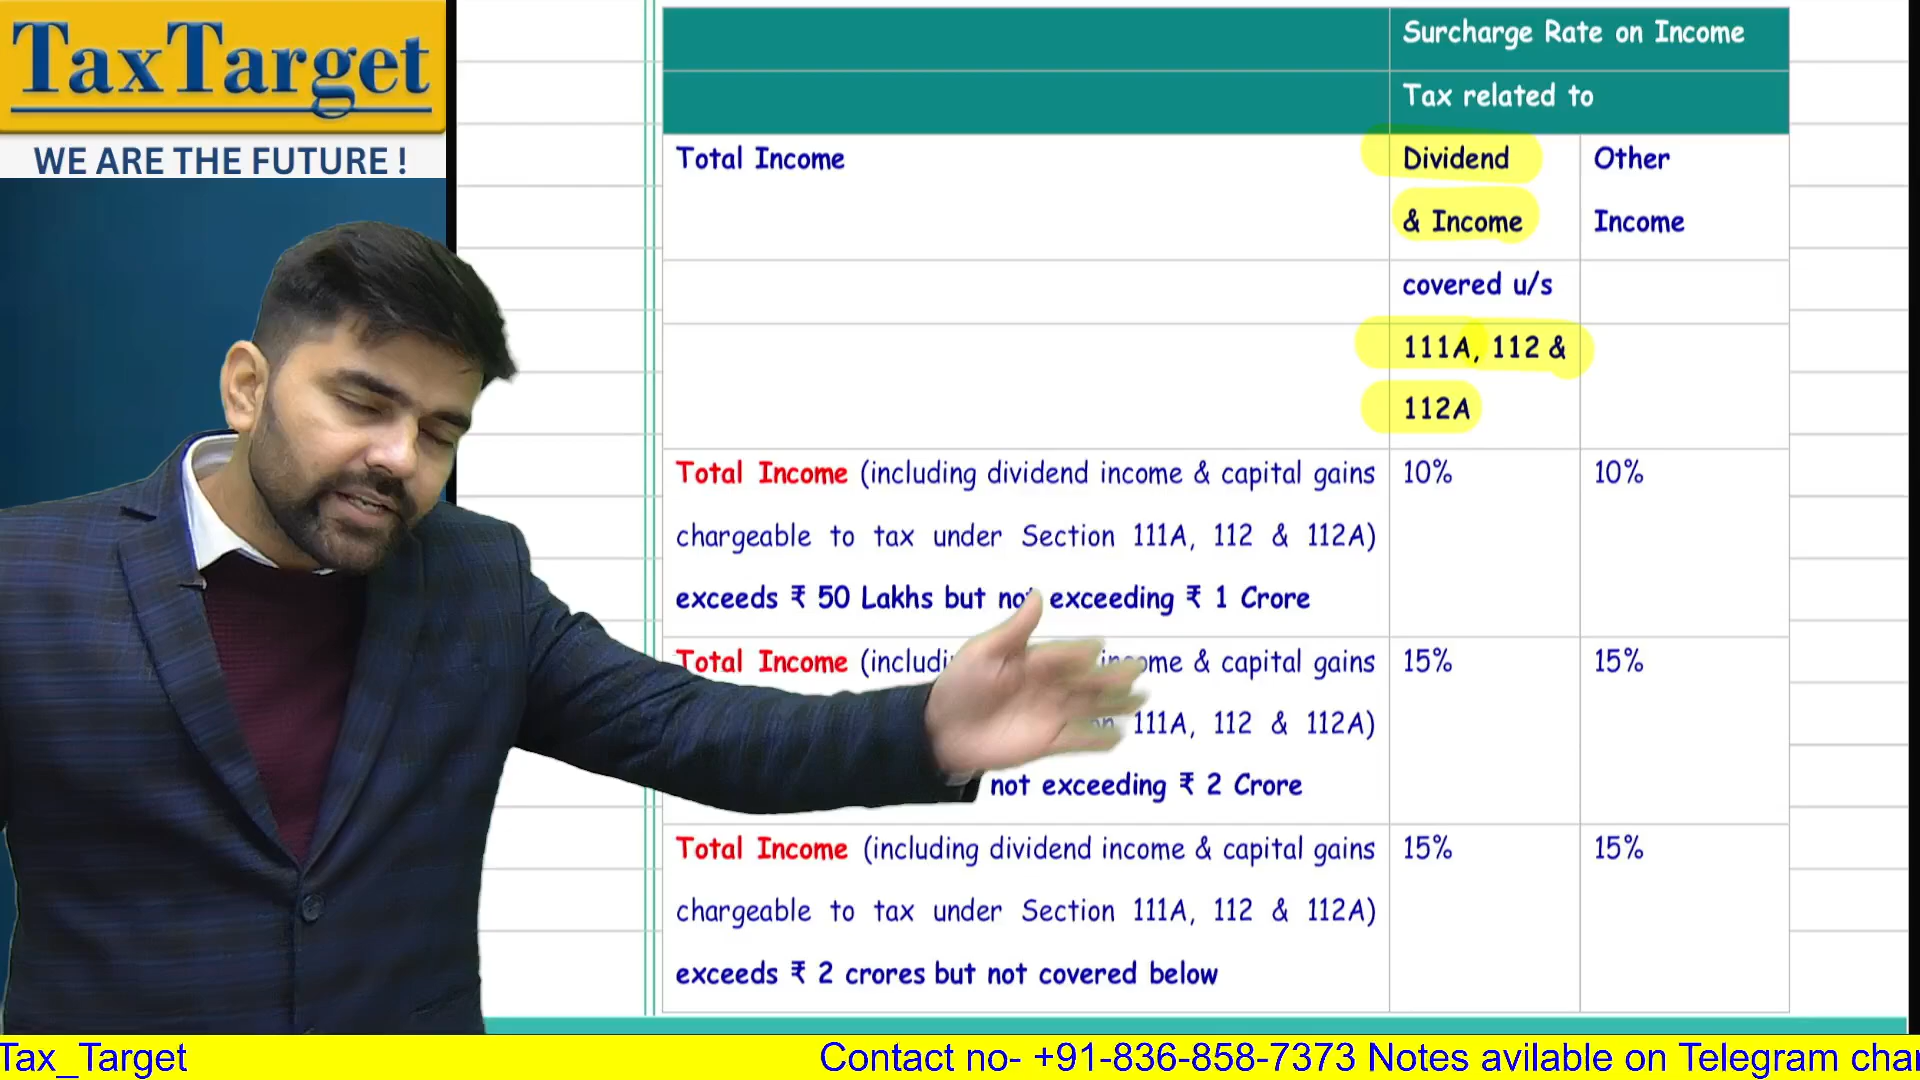 TaxTarget
WE ARE THE FUTURE !
Surcharge Rate on Income
Tax related to
Total Income
Dividend
& Income
covered u/s
111A, 112 &
112A
Other
Income
Total Income (including dividend income & capital gains
chargeable to tax under Section 111A, 112 & 112A)
exceeds ₹ 50 Lakhs but not exceeding ₹ 1 Crore
10%
10%
Total Income
income & capital gains
111A, 112 & 112A)
not exceeding ₹ 2 Crore
15%
15%
Total Income (including dividend income & capital gains
chargeable to tax under Section 111A, 112 & 112A)
exceeds ₹ 2 crores but not covered below
15%
15%
Tax_Target
Contact no- +91-836-858-7373 Notes avilable on Telegram